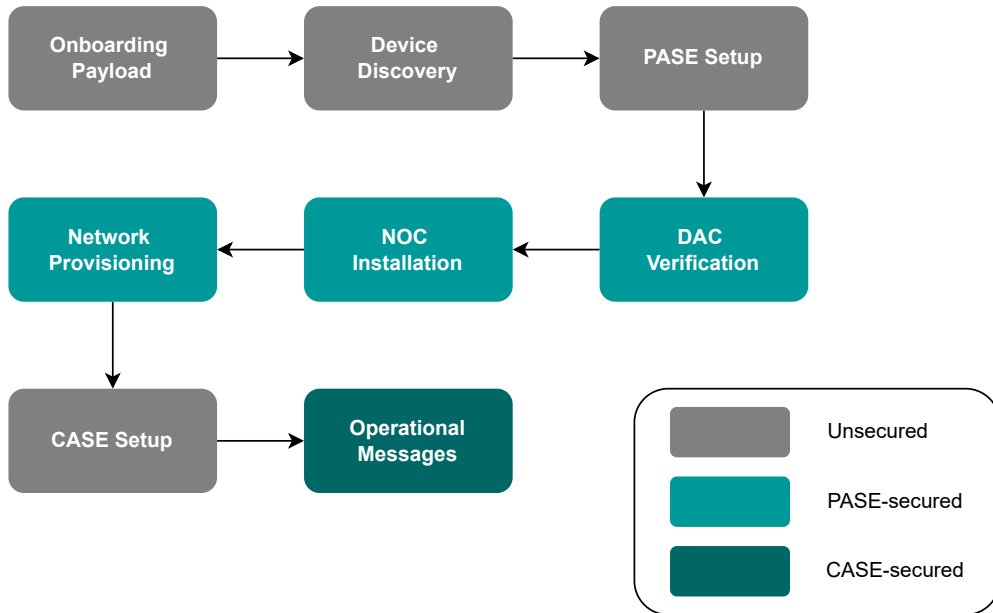 Onboarding
Payload
Device
Discovery
PASE Setup
Network
Provisioning
NOC
Installation
DAC
Verification
CASE Setup
Operational
Messages
Unsecured
PASE-secured
CASE-secured